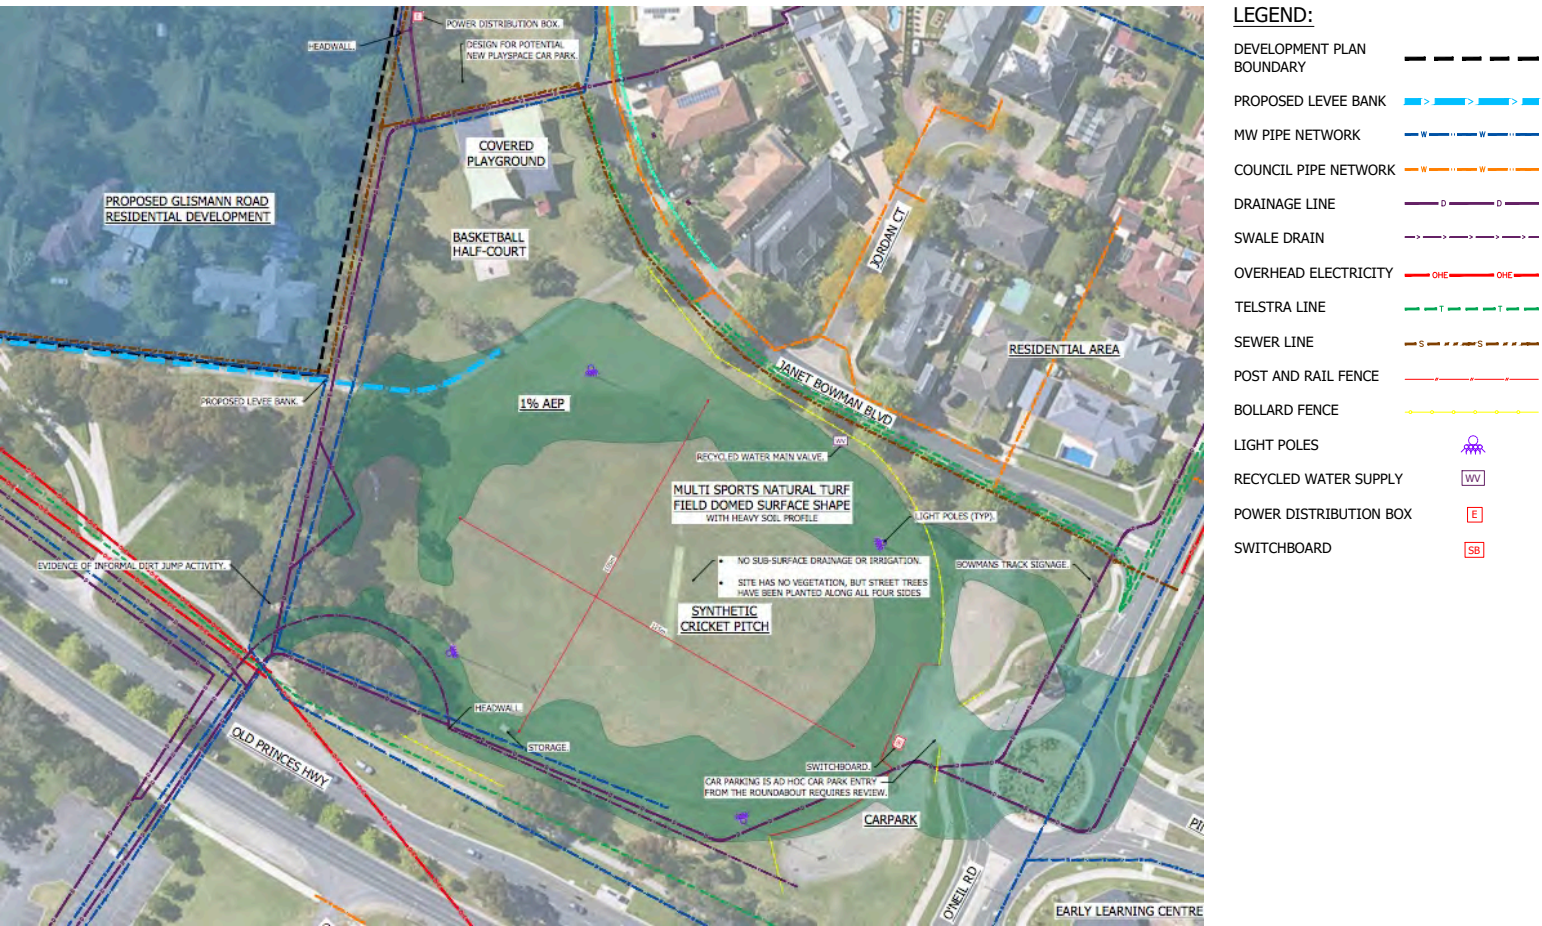 POWER DISTRIBUTION BOX.
HEADWALL.
DESIGN FOR POTENTIAL
NEW PLAYSPACE CAR PARK.
COVERED
PLAYGROUND
PROPOSED GLISMANN ROAD
RESIDENTIAL DEVELOPMENT
BASKETBALL
HALF-COURT
JORDAN CT
RESIDENTIAL AREA
JANET BOWMAN BLVD
PROPOSED LEVEE BANK.
1% AEP
WV
RECYCLED WATER MAIN VALVE.
MULTI SPORTS NATURAL TURF
FIELD DOMED SURFACE SHAPE
WITH HEAVY SOIL PROFILE
LIGHT POLES (TYP).
EVIDENCE OF INFORMAL DIRT JUMP ACTIVITY.
• NO SUB-SURFACE DRAINAGE OR IRRIGATION.
• SITE HAS NO VEGETATION, BUT STREET TREES
HAVE BEEN PLANTED ALONG ALL FOUR SIDES
BOWMANS TRACK SIGNAGE.
SYNTHETIC
CRICKET PITCH
HEADWALL.
STORAGE.
OLD PRINCES HWY
SWITCHBOARD.
CAR PARKING IS AD HOC CAR PARK ENTRY
FROM THE ROUNDABOUT REQUIRES REVIEW.
CARPARK
O'NEIL RD
EARLY LEARNING CENTRE
LEGEND:
DEVELOPMENT PLAN
BOUNDARY
PROPOSED LEVEE BANK
MW PIPE NETWORK W W
COUNCIL PIPE NETWORK W W
DRAINAGE LINE D D
SWALE DRAIN
OVERHEAD ELECTRICITY OHE OHE
TELSTRA LINE T T
SEWER LINE S S
POST AND RAIL FENCE
BOLLARD FENCE
LIGHT POLES
RECYCLED WATER SUPPLY WV
POWER DISTRIBUTION BOX E
SWITCHBOARD SB